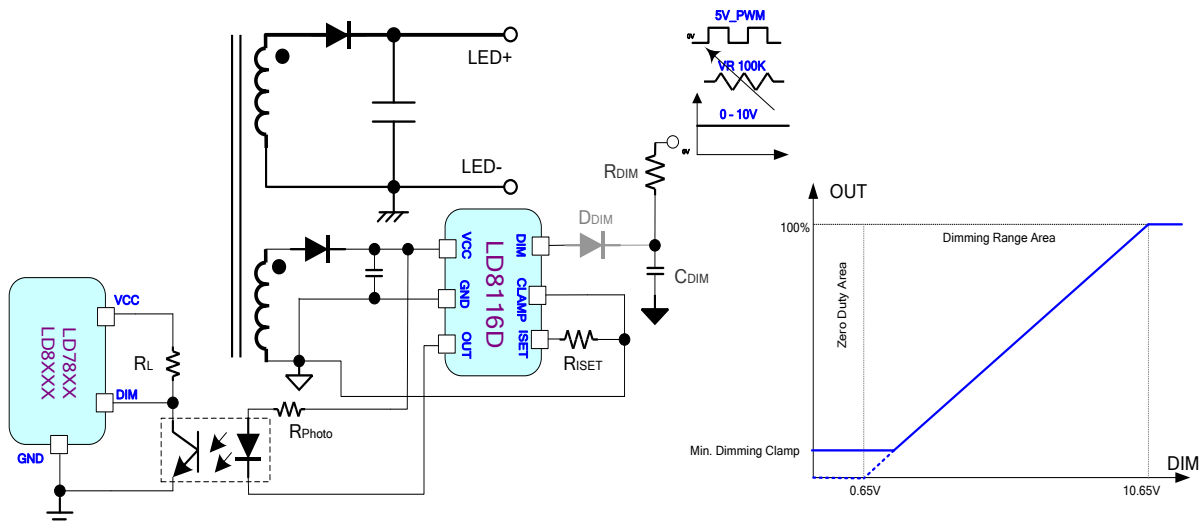 5V_PWM
0V
LED+
VR 100K
0 - 10V
0V
LED-
RDIM
DDIM
CDIM
VCC
GND
OUT
LD8116D
DIM
CLAMP
ISET
RISET
VCC
LD78XX
LD8XXX
RL
DIM
GND
RPhoto
OUT
100%
Dimming Range Area
Zero Duty Area
Min. Dimming Clamp
DIM
0.65V
10.65V